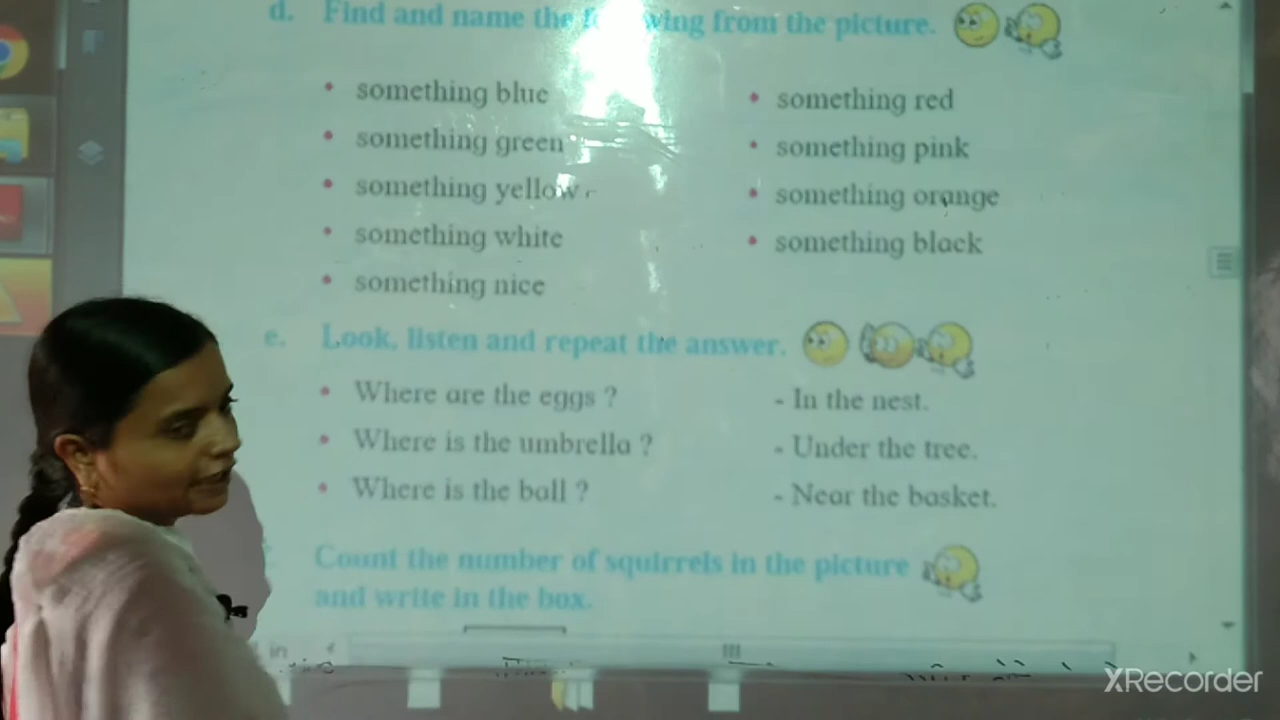 d. Find and name the following from the picture.
• something blue
• something green
• something yellow
• something white
• something nice
• something red
• something pink
• something orange
• something black
e. Look, listen and repeat the answer.
• Where are the eggs ? - In the nest.
• Where is the umbrella ? - Under the tree.
• Where is the ball ? - Near the basket.
Count the number of squirrels in the picture
and write in the box.
in
XRecorder